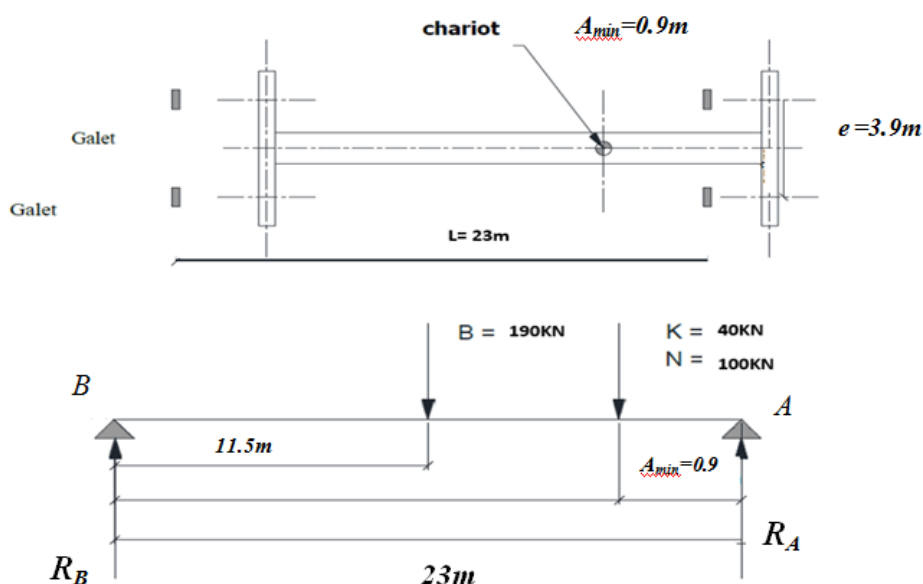 chariot
Amin=0.9m
Galet
e =3.9m
Galet
L= 23m
B = 190KN
K = 40KN
N = 100KN
B
A
11.5m
Amin=0.9
RA
RB
23m